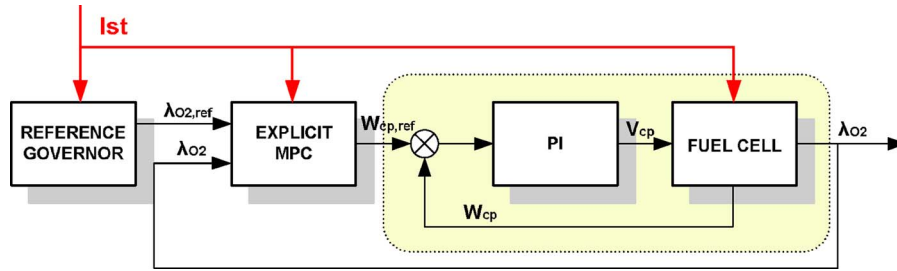 Ist
REFERENCE
GOVERNOR
λO2,ref
λO2
EXPLICIT
MPC
Wcp,ref
PI
Vcp
FUEL CELL
λO2
Wcp